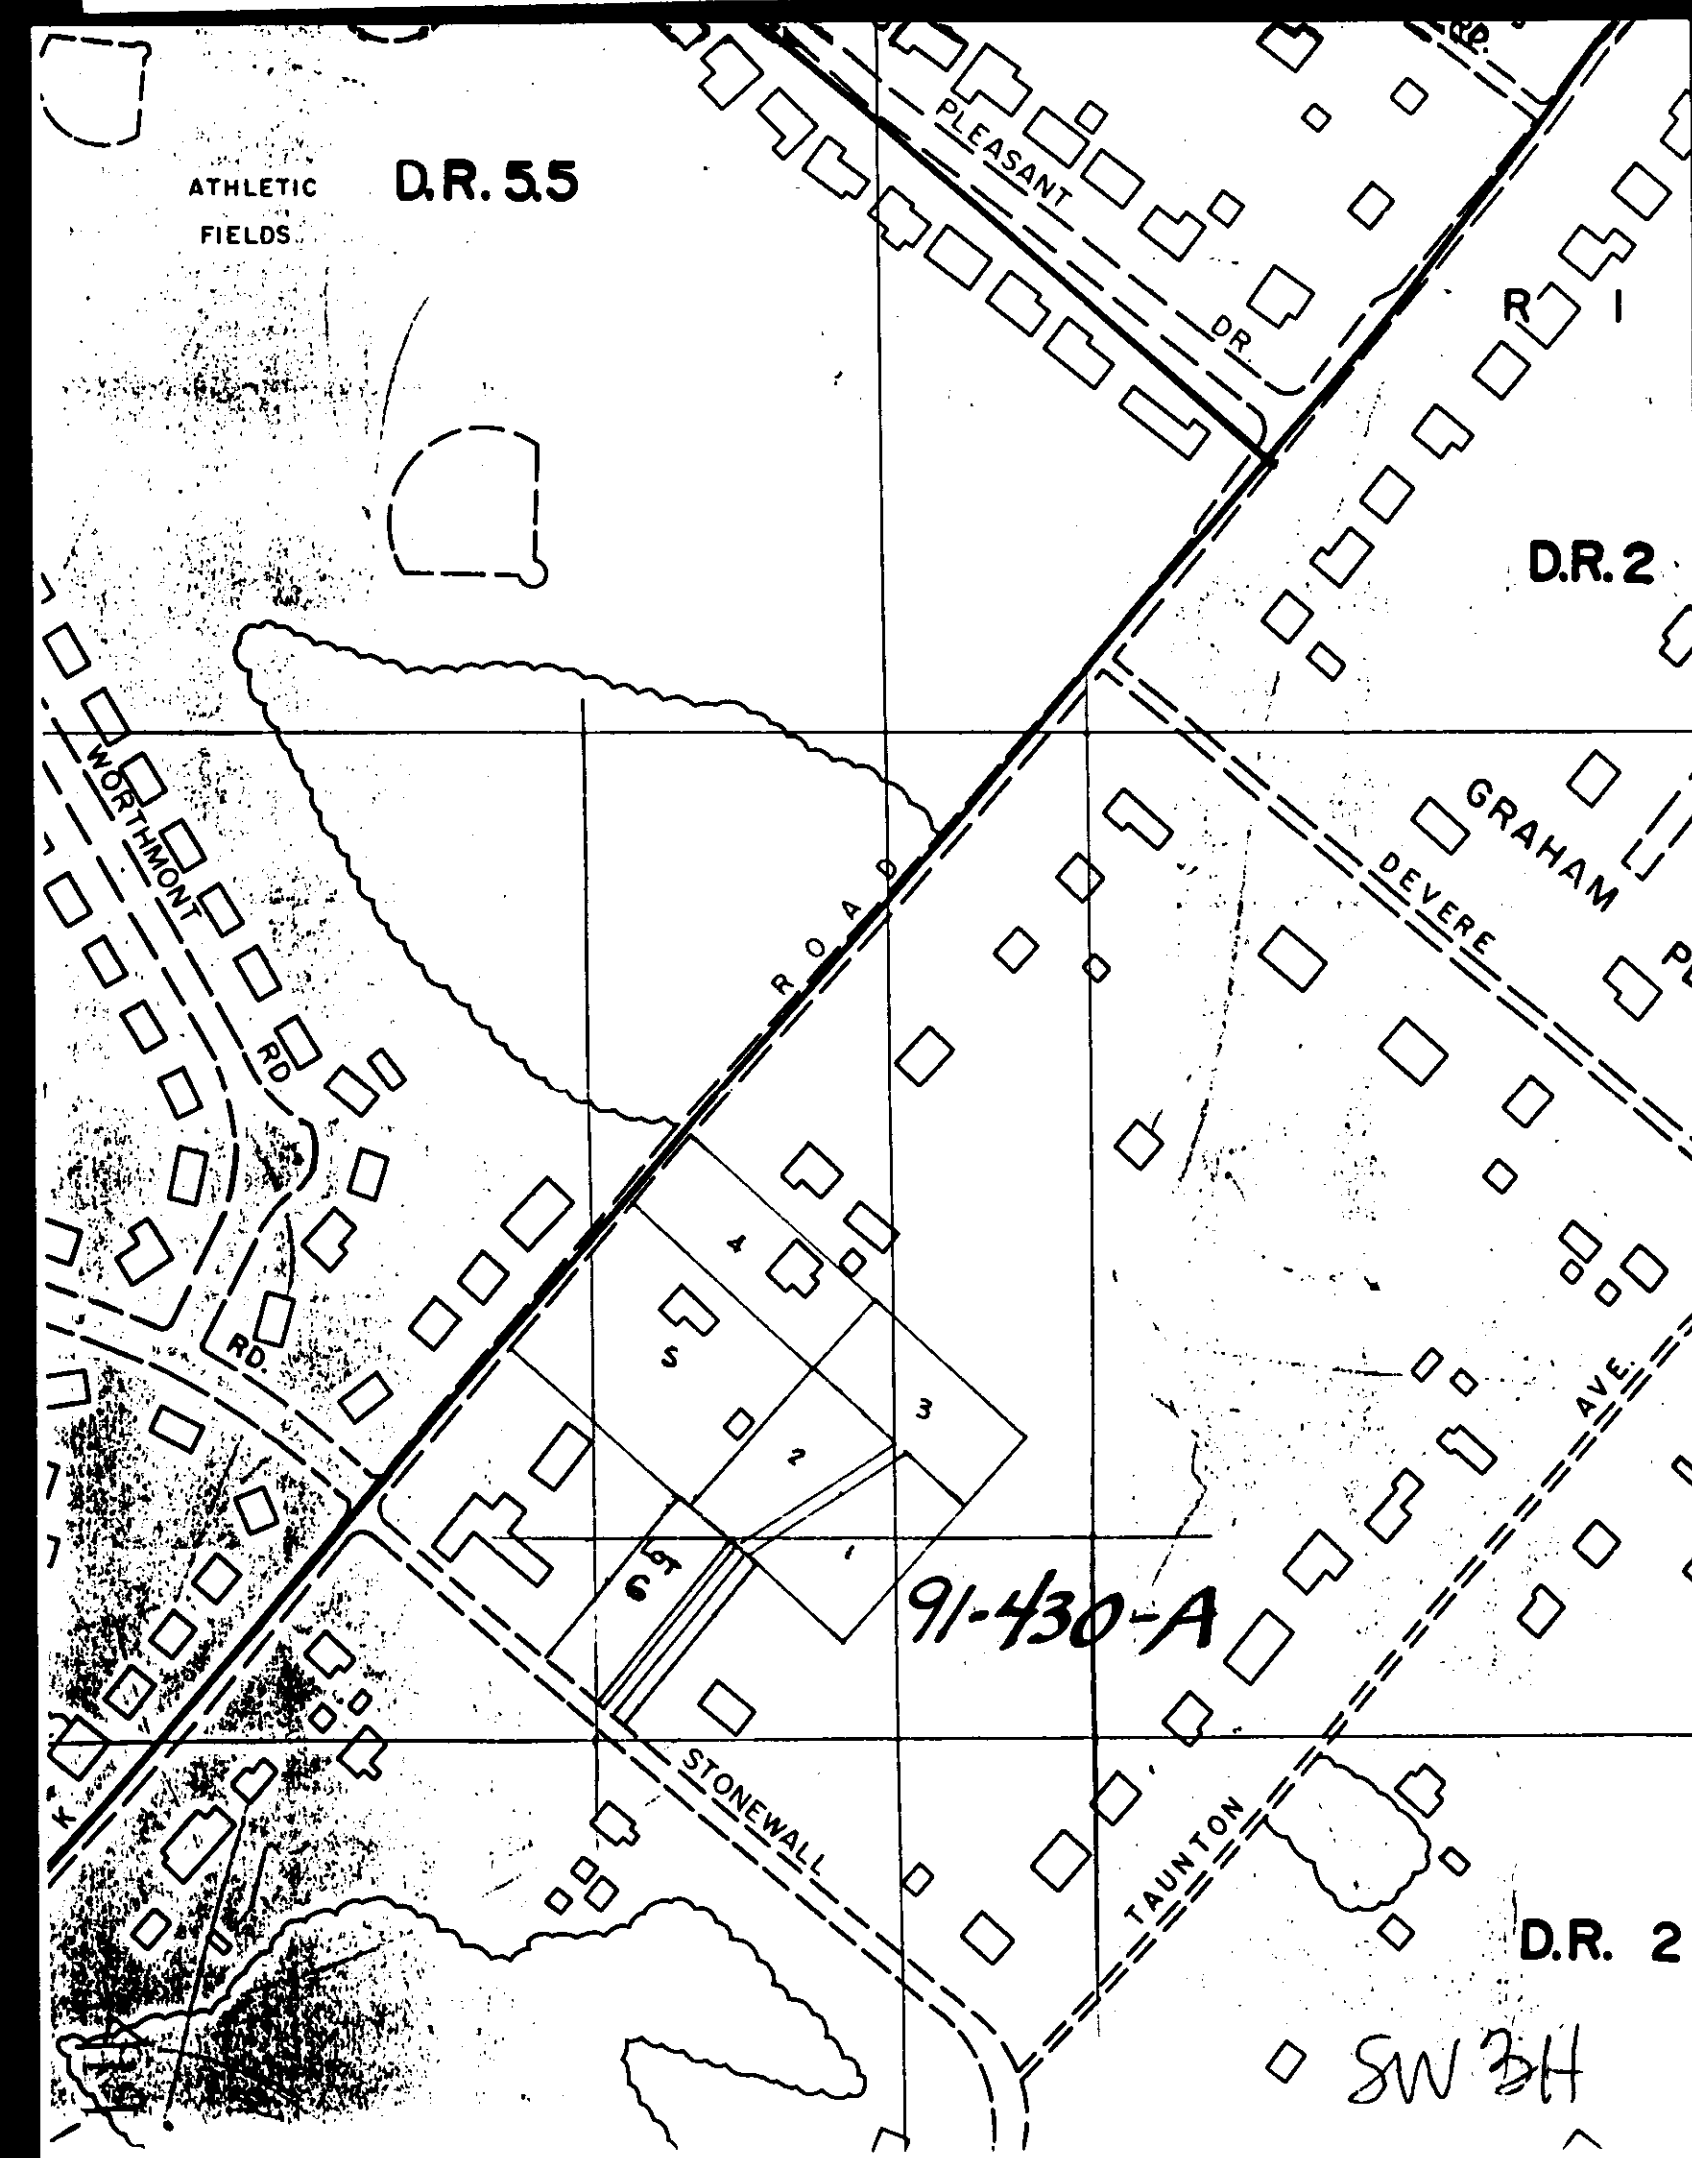 RD.
PLEASANT
ATHLETIC
FIELDS
D.R. 5.5
DR.
R I
D.R. 2
WORTHMONT
RD
GRAHAM
DEVERE
ROAD
4
5
RD.
3
2
AVE.
1
6
91-430-A
STONEWALL
K
TAUNTON
D.R. 2
SW 3H